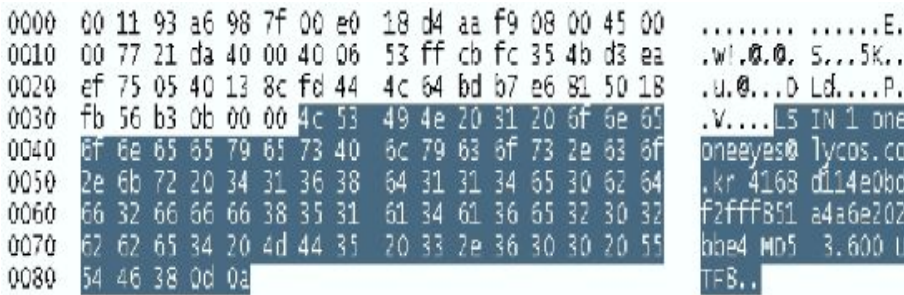 0000 00 11 93 a6 98 7f 00 e0 18 d4 aa f9 08 00 45 00 ........ ......E.
0010 00 77 21 da 40 00 40 06 53 ff cb fc 35 4b d3 ea .w!.@.@. S...5K..
0020 ef 75 05 40 13 8c fd 44 4c 64 bd b7 e6 81 50 18 .u.@...D Ld....P.
0030 fb 56 b3 0b 00 00 4c 53 49 4e 20 31 20 6f 6e 65 .V....LS IN 1 one
0040 6f 6e 65 65 79 65 73 40 6c 79 63 6f 73 2e 63 6f oneeyes@ lycos.co
0050 2e 6b 72 20 34 31 36 38 64 31 31 34 65 30 62 64 .kr 4168 d114e0bd
0060 66 32 66 66 66 38 35 31 61 34 61 36 65 32 30 32 f2fff851 a4a6e202
0070 62 62 65 34 20 4d 44 35 20 33 2e 36 30 30 20 55 bbe4 MD5 3.600 U
0080 54 46 38 0d 0a TF8..